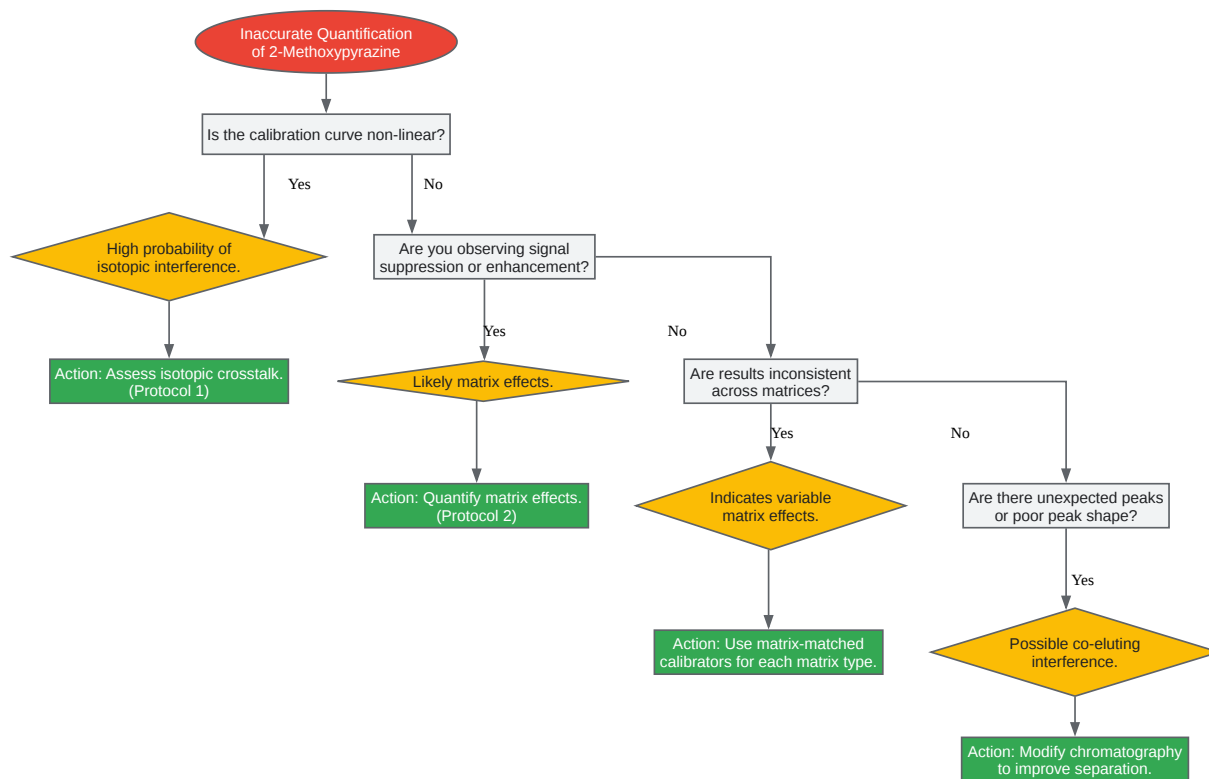 Inaccurate Quantification
of 2-Methoxypyrazine
Is the calibration curve non-linear?
Yes
No
High probability of
isotopic interference.
Are you observing signal
suppression or enhancement?
Action: Assess isotopic crosstalk.
(Protocol 1)
Yes
No
Likely matrix effects.
Are results inconsistent
across matrices?
Action: Quantify matrix effects.
(Protocol 2)
Yes
No
Indicates variable
matrix effects.
Are there unexpected peaks
or poor peak shape?
Action: Use matrix-matched
calibrators for each matrix type.
Yes
Possible co-eluting
interference.
Action: Modify chromatography
to improve separation.